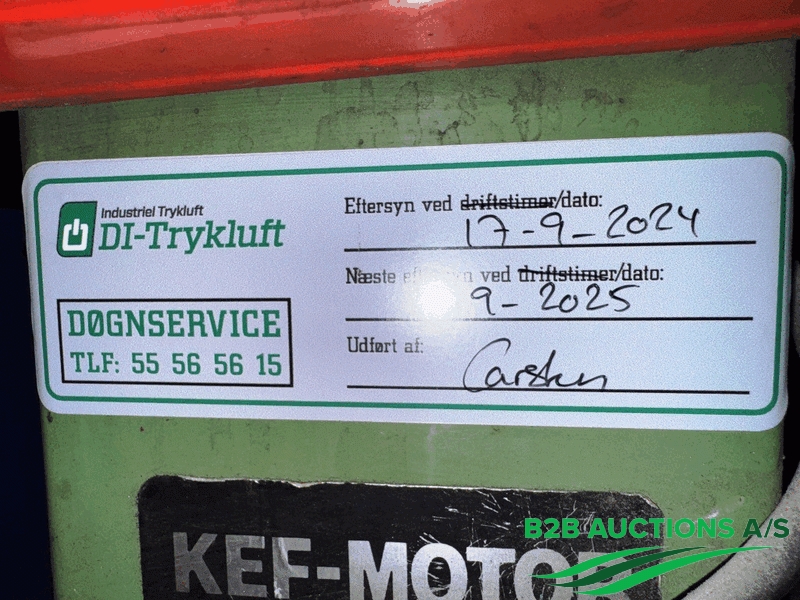 Industriel Trykluft
DI-Trykluft
DØGNSERVICE
TLF: 55 56 56 15
Eftersyn ved driftstimer/dato:
17-9-2024
Næste eftersyn ved driftstimer/dato:
9-2025
Udført af:
Carsten
KEF-MOTOR
B2B AUCTIONS A/S